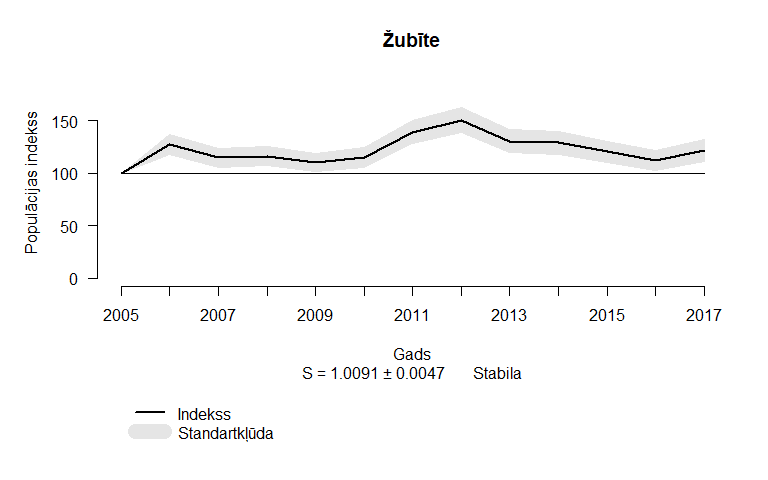 Žubīte
Populācijas indekss
150
100
50
0
2005 2007 2009 2011 2013 2015 2017
Gads
S = 1.0091 ± 0.0047 Stabila
Indekss
Standartkļūda